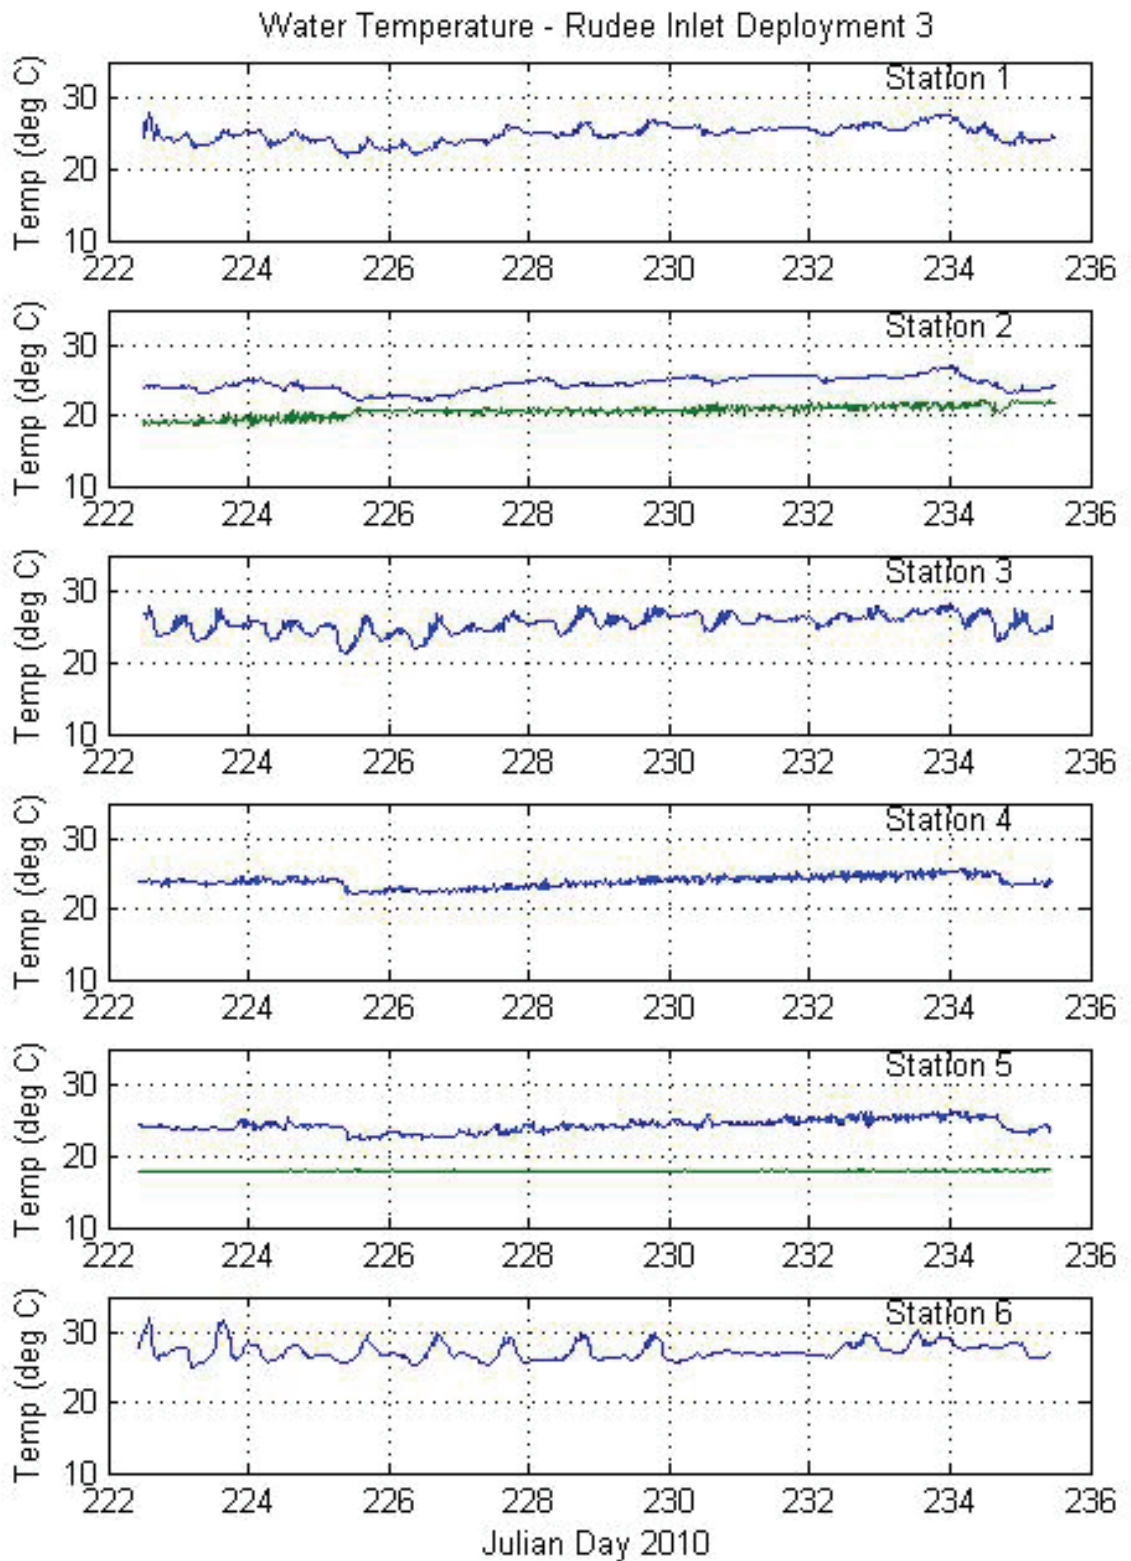 Water Temperature - Rudee Inlet Deployment 3
Station 1
Temp (deg C)
30
20
10
222 224 226 228 230 232 234 236
Station 2
Temp (deg C)
30
20
10
222 224 226 228 230 232 234 236
Station 3
Temp (deg C)
30
20
10
222 224 226 228 230 232 234 236
Station 4
Temp (deg C)
30
20
10
222 224 226 228 230 232 234 236
Station 5
Temp (deg C)
30
20
10
222 224 226 228 230 232 234 236
Station 6
Temp (deg C)
30
20
10
222 224 226 228 230 232 234 236
Julian Day 2010